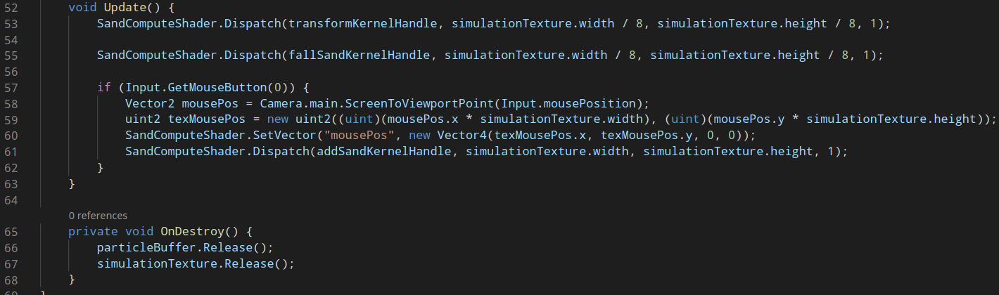 52 void Update() {
53 SandComputeShader.Dispatch(transformKernelHandle, simulationTexture.width / 8, simulationTexture.height / 8, 1);
54
55 SandComputeShader.Dispatch(fallSandKernelHandle, simulationTexture.width / 8, simulationTexture.height / 8, 1);
56
57 if (Input.GetMouseButton(0)) {
58 Vector2 mousePos = Camera.main.ScreenToViewportPoint(Input.mousePosition);
59 uint2 texMousePos = new uint2((uint)(mousePos.x * simulationTexture.width), (uint)(mousePos.y * simulationTexture.height));
60 SandComputeShader.SetVector("mousePos", new Vector4(texMousePos.x, texMousePos.y, 0, 0));
61 SandComputeShader.Dispatch(addSandKernelHandle, simulationTexture.width, simulationTexture.height, 1);
62 }
63 }
64
0 references
65 private void OnDestroy() {
66 particleBuffer.Release();
67 simulationTexture.Release();
68 }
69 }